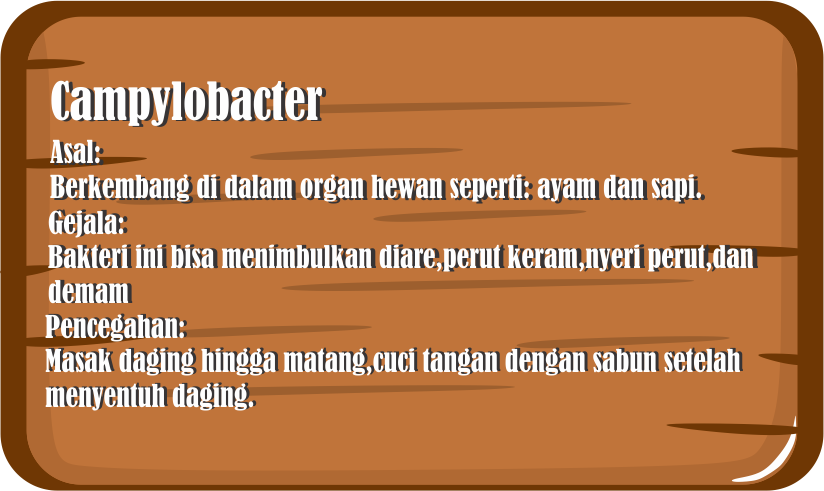 Campylobacter
Asal:
Berkembang di dalam organ hewan seperti: ayam dan sapi.
Gejala:
Bakteri ini bisa menimbulkan diare,perut keram,nyeri perut,dan
demam
Pencegahan:
Masak daging hingga matang,cuci tangan dengan sabun setelah
menyentuh daging.